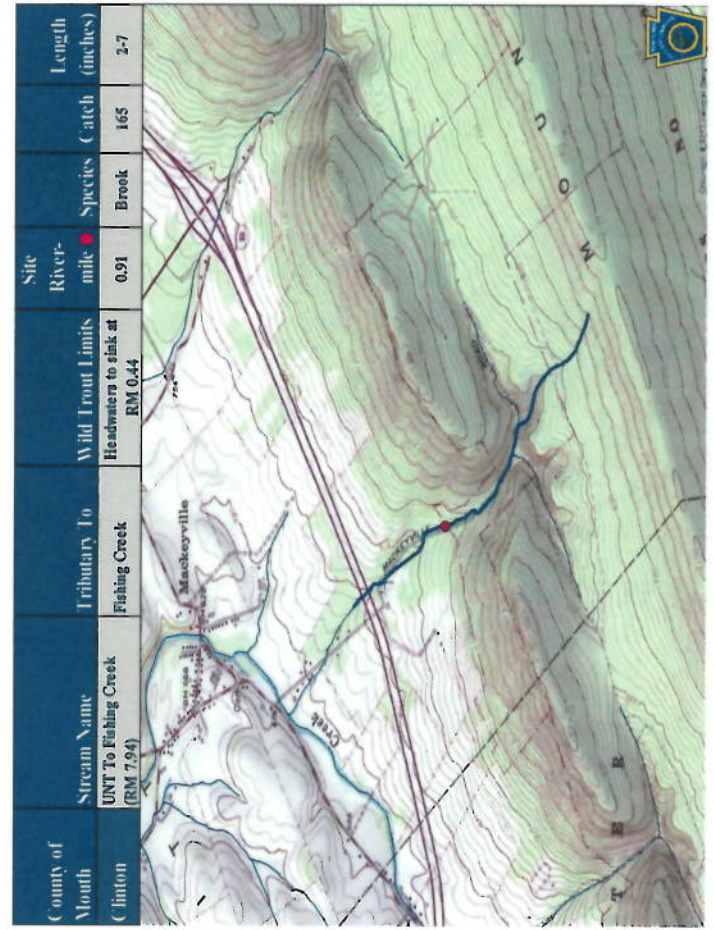 County of Mouth Stream Name Tributary To Wild Trout Limits Site River-mile Species Catch Length (inches)
Clinton UNT To Fishing Creek (RM 7.94) Fishing Creek Headwaters to sink at RM 0.44 0.91 Brook 165 2-7
Mackeyville
Creek
N
U
O
M
T
E
R